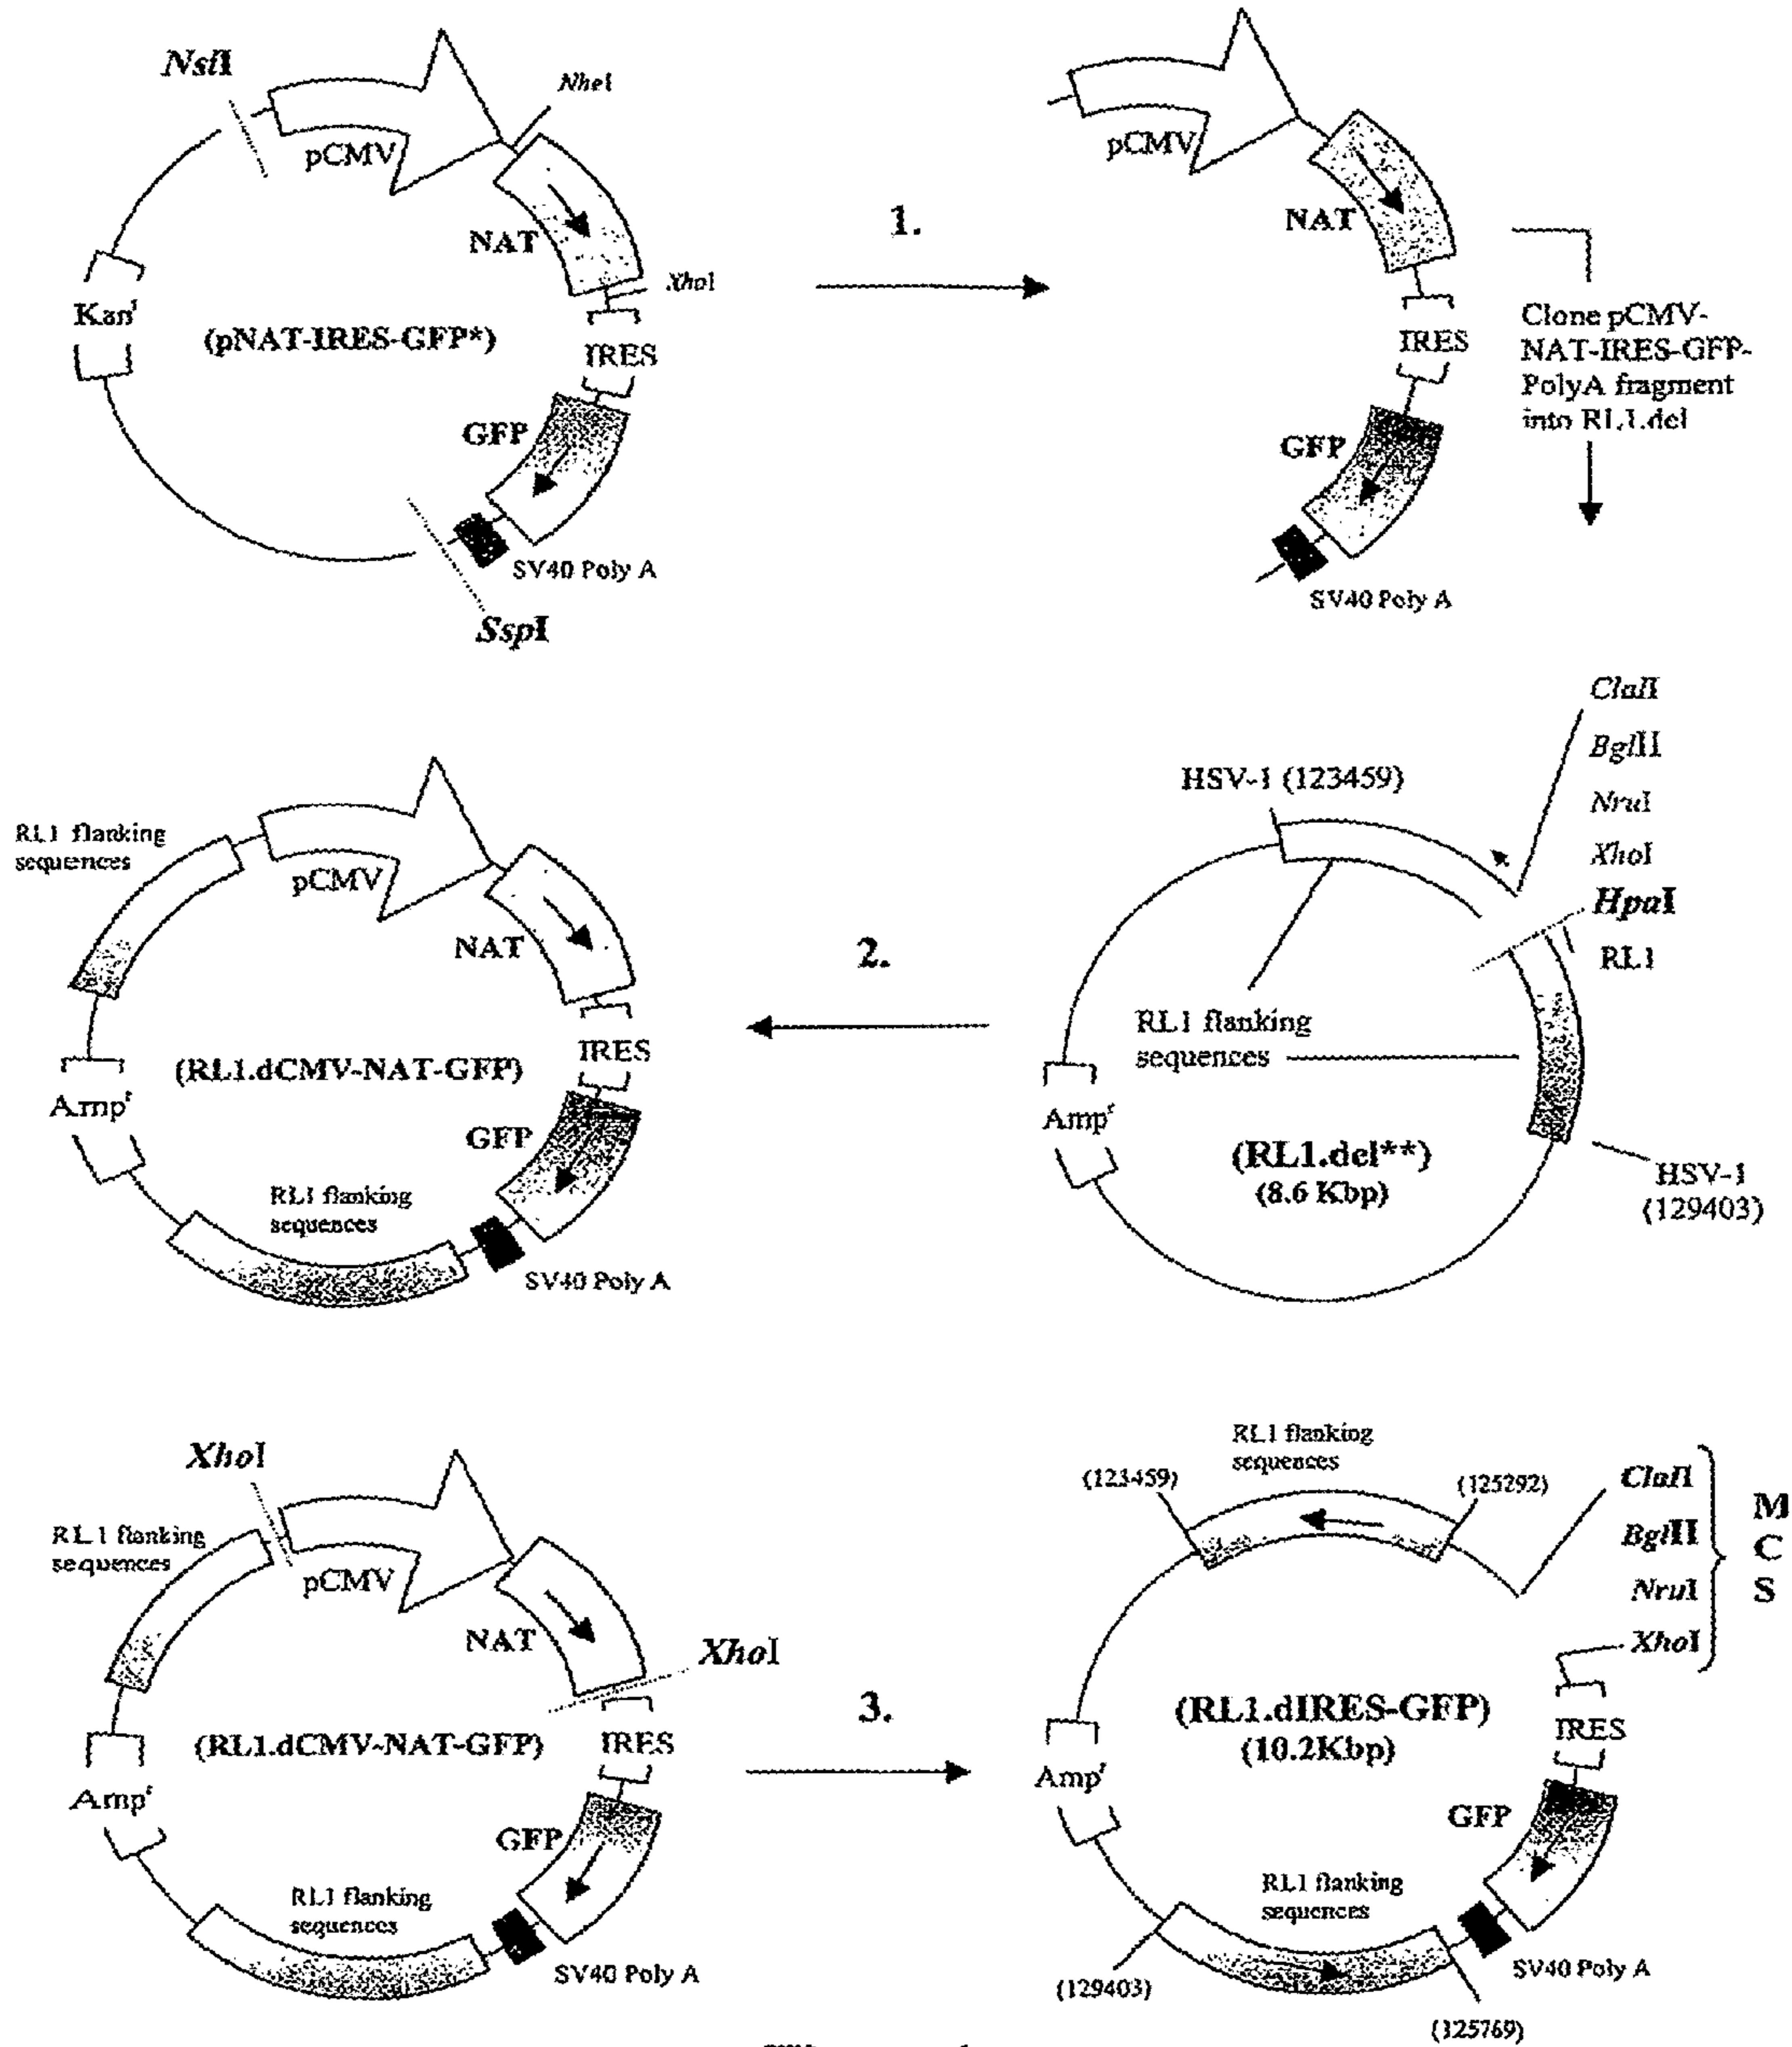 NsiI
NheI
pCMV
NAT
XhoI
Kanʳ
(pNAT-IRES-GFP*)
IRES
GFP
SV40 Poly A
SspI
1.
pCMV
NAT
IRES
GFP
SV40 Poly A
Clone pCMV-
NAT-IRES-GFP-
PolyA fragment
into RL1.del
RL1 flanking
sequences
pCMV
NAT
(RL1.dCMV-NAT-GFP)
IRES
Ampʳ
GFP
RL1 flanking
sequences
SV40 Poly A
2.
HSV-1 (123459)
ClaII
BglII
NruI
XhoI
HpaI
RL1
RL1 flanking
sequences
Ampʳ
(RL1.del**)
(8.6 Kbp)
HSV-1
(129403)
XhoI
RL1 flanking
sequences
pCMV
NAT
XhoI
(RL1.dCMV-NAT-GFP)
IRES
Ampʳ
GFP
RL1 flanking
sequences
SV40 Poly A
3.
RL1 flanking
sequences
(123459)
(125292)
ClaII
BglII
NruI
XhoI
M
C
S
(RL1.dIRES-GFP)
(10.2Kbp)
IRES
Ampʳ
GFP
RL1 flanking
sequences
SV40 Poly A
(129403)
(125769)